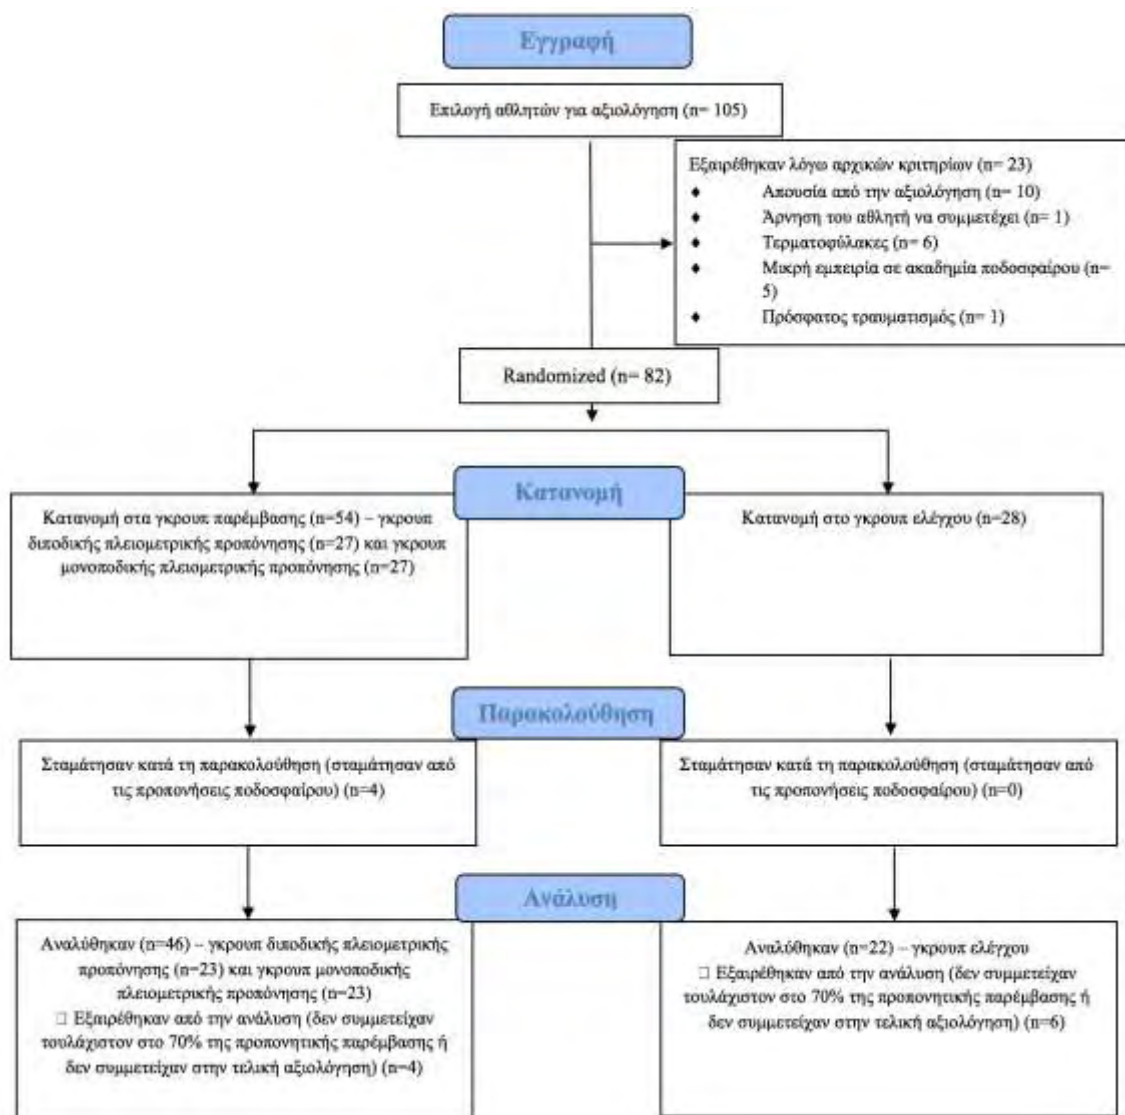 Εγγραφή
Επιλογή αθλητών για αξιολόγηση (n= 105)
Εξαιρέθηκαν λόγω αρχικών κριτηρίων (n= 23)
♦ Απουσία από την αξιολόγηση (n= 10)
♦ Άρνηση του αθλητή να συμμετέχει (n= 1)
♦ Τερματοφύλακες (n= 6)
♦ Μικρή εμπειρία σε ακαδημία ποδοσφαίρου (n=
5)
♦ Πρόσφατος τραυματισμός (n= 1)
Randomized (n= 82)
Κατανομή
Κατανομή στα γκρουπ παρέμβασης (n=54) – γκρουπ
διποδικής πλειομετρικής προπόνησης (n=27) και γκρουπ
μονοποδικής πλειομετρικής προπόνησης (n=27)
Κατανομή στο γκρουπ ελέγχου (n=28)
Παρακολούθηση
Σταμάτησαν κατά τη παρακολούθηση (σταμάτησαν από
τις προπονήσεις ποδοσφαίρου) (n=4)
Σταμάτησαν κατά τη παρακολούθηση (σταμάτησαν από
τις προπονήσεις ποδοσφαίρου) (n=0)
Ανάλυση
Αναλύθηκαν (n=46) – γκρουπ διποδικής πλειομετρικής
προπόνησης (n=23) και γκρουπ μονοποδικής
πλειομετρικής προπόνησης (n=23)
□ Εξαιρέθηκαν από την ανάλυση (δεν συμμετείχαν
τουλάχιστον στο 70% της προπονητικής παρέμβασης ή
δεν συμμετείχαν στην τελική αξιολόγηση) (n=4)
Αναλύθηκαν (n=22) – γκρουπ ελέγχου
□ Εξαιρέθηκαν από την ανάλυση (δεν συμμετείχαν
τουλάχιστον στο 70% της προπονητικής παρέμβασης ή
δεν συμμετείχαν στην τελική αξιολόγηση) (n=6)